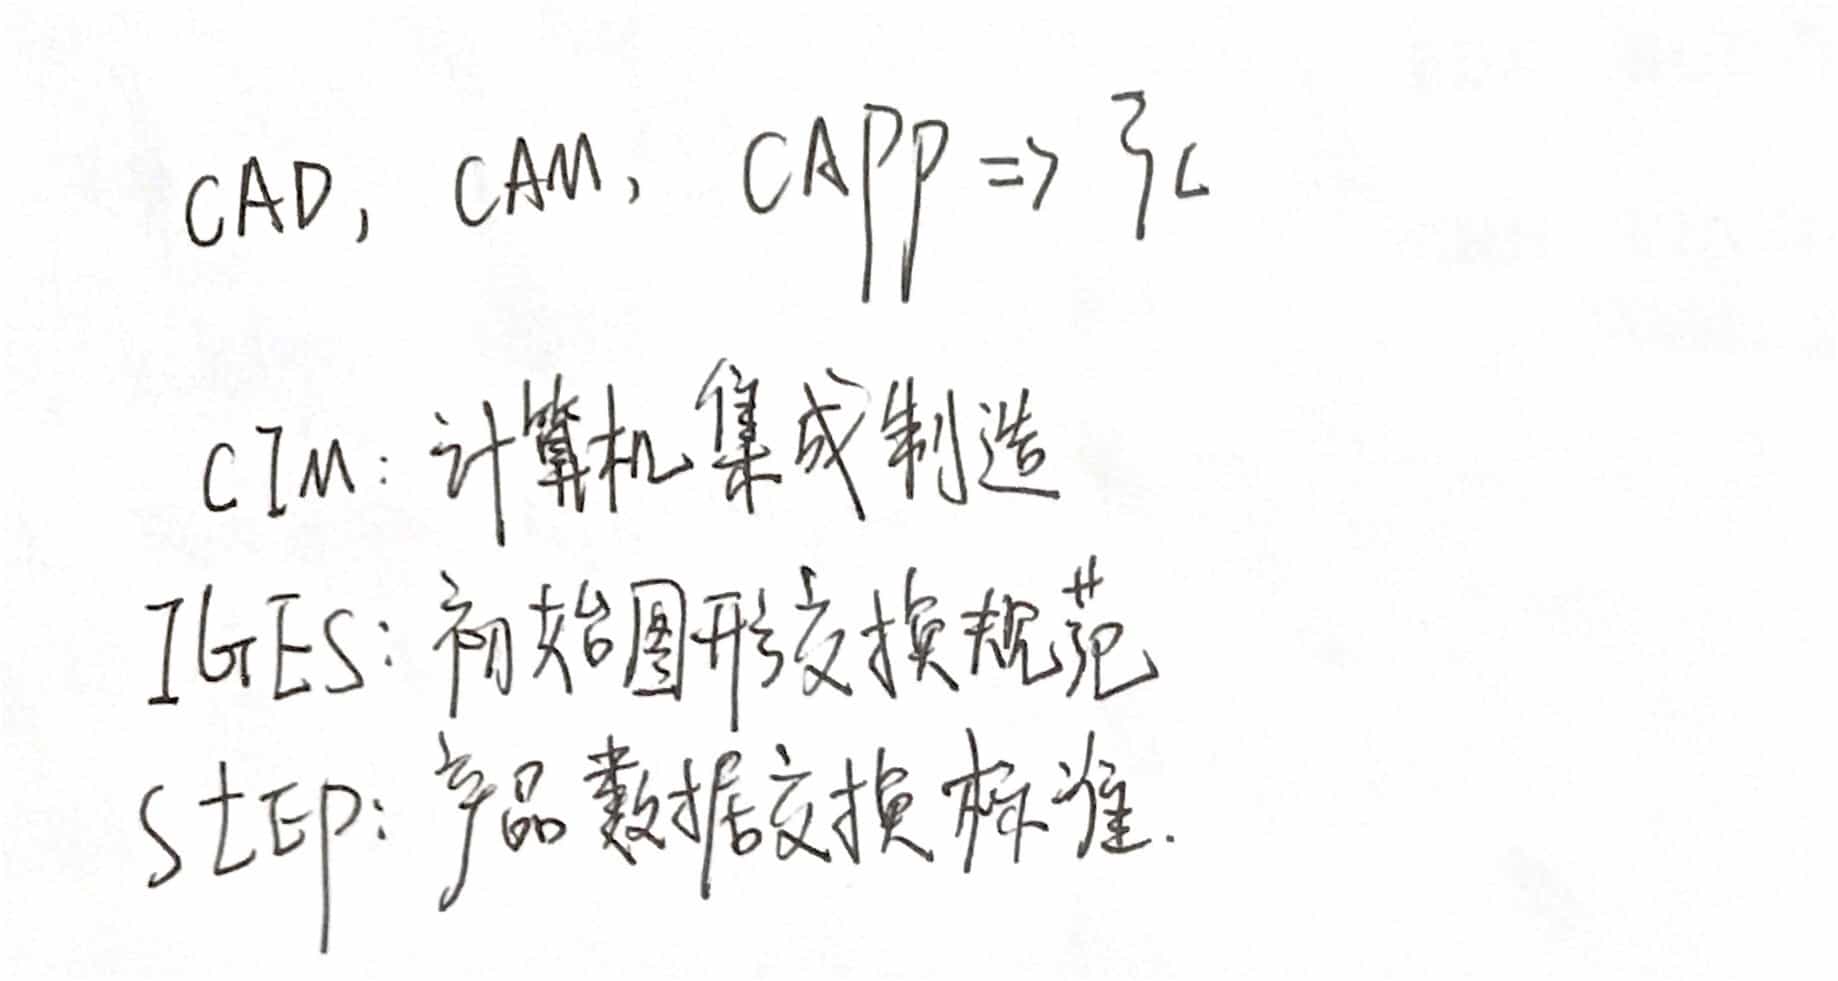 CAD, CAM, CAPP =>
CIM: 计算机集成制造
IGES: 初始图形交换规范
StEP: 产品数据交换标准.